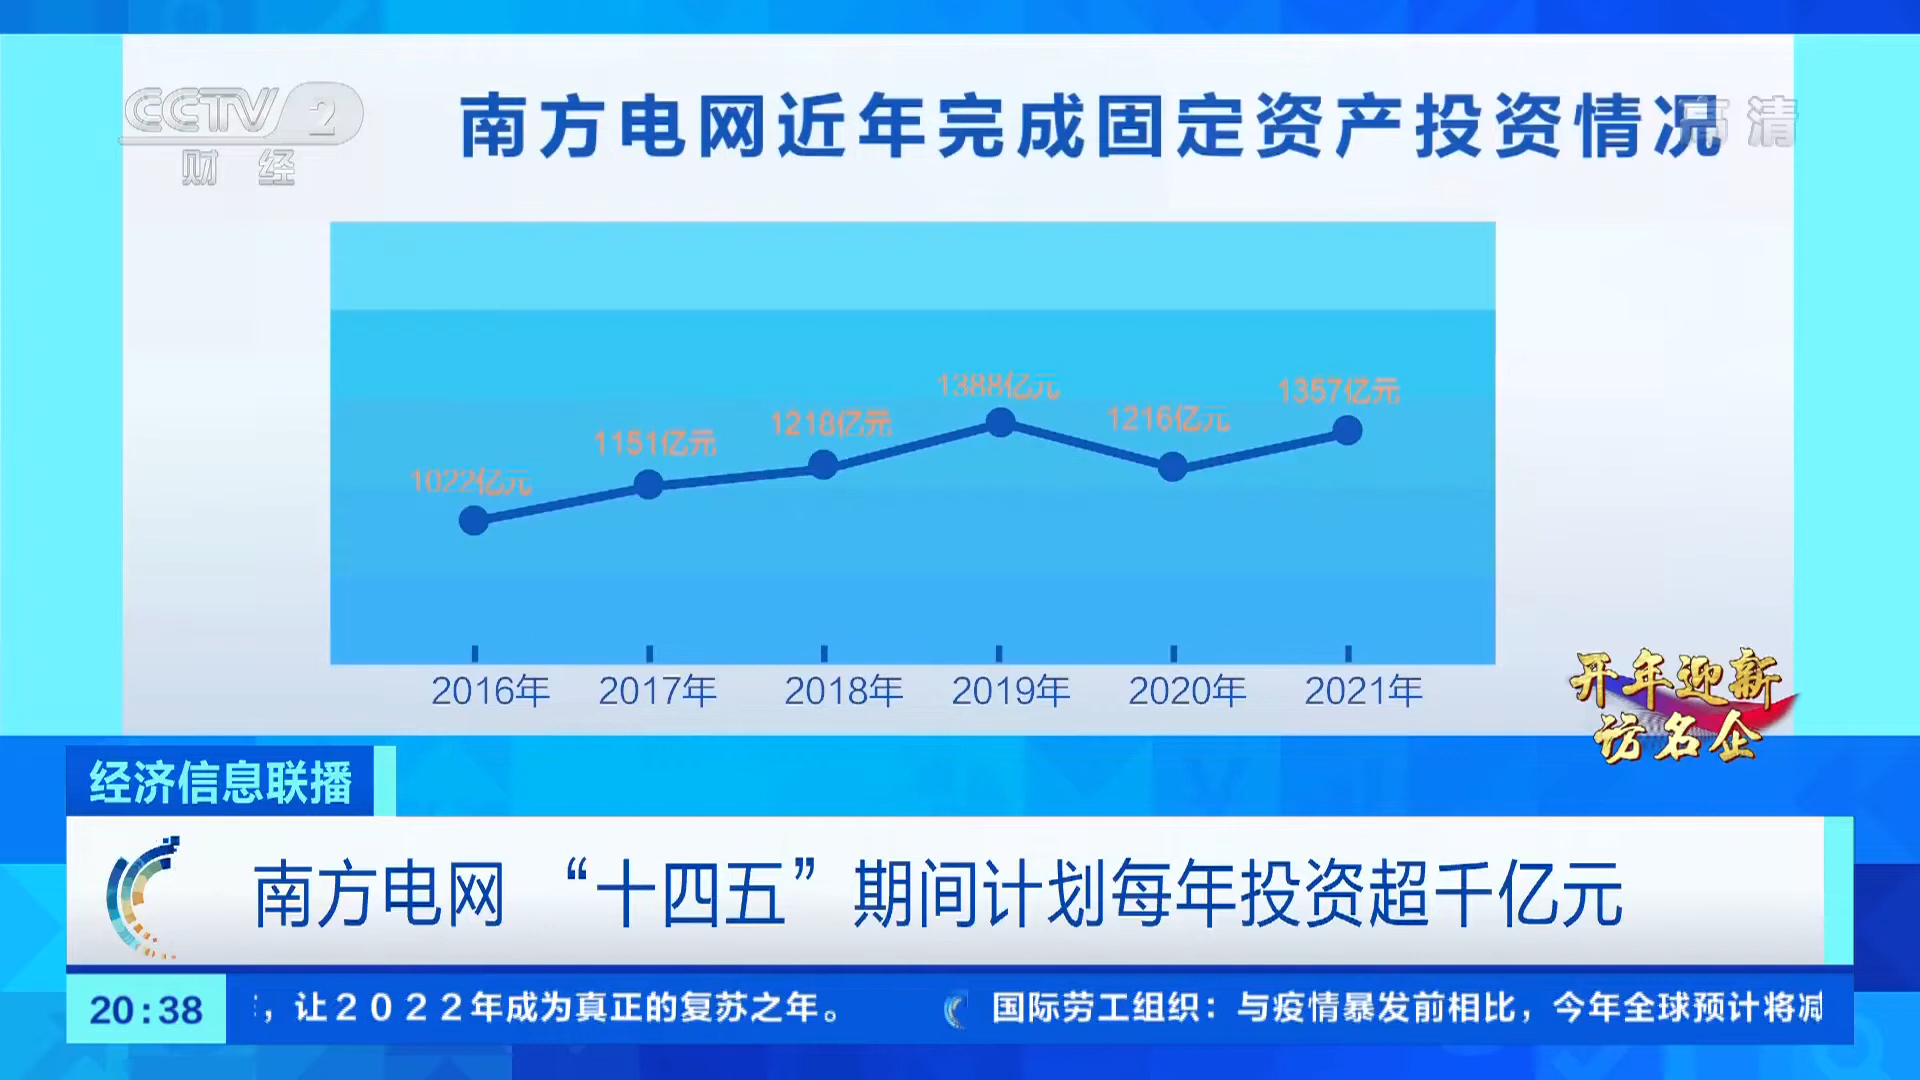 CCTV 2
财经
高清
南方电网近年完成固定资产投资情况
1022亿元
1151亿元
1218亿元
1388亿元
1216亿元
1357亿元
2016年 2017年 2018年 2019年 2020年 2021年
开年迎新
访名企
经济信息联播
南方电网 “十四五” 期间计划每年投资超千亿元
20:38
，让２０２２年成为真正的复苏之年。 国际劳工组织：与疫情暴发前相比，今年全球预计将减